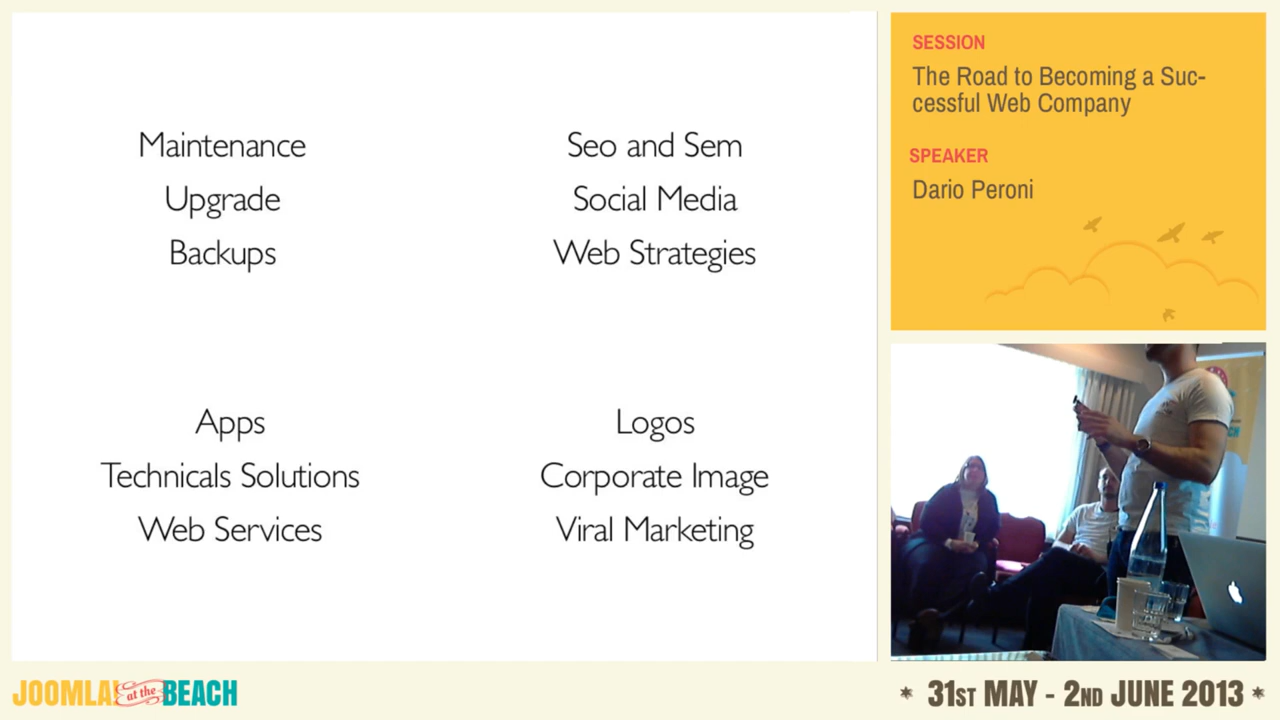 Maintenance
Upgrade
Backups
Seo and Sem
Social Media
Web Strategies
Apps
Technicals Solutions
Web Services
Logos
Corporate Image
Viral Marketing
SESSION
The Road to Becoming a Suc-
cessful Web Company
SPEAKER
Dario Peroni
JOOMLA! at the BEACH
* 31ST MAY - 2ND JUNE 2013 *